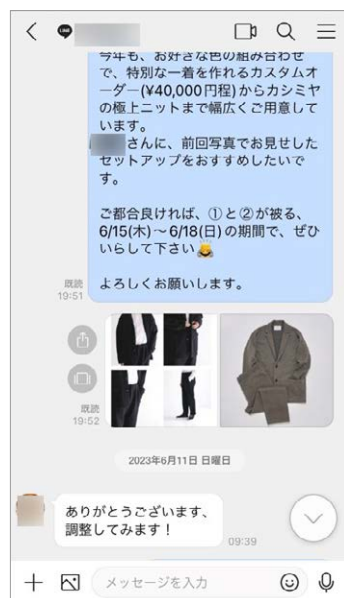 LINE
今年も、お好きな色の組み合わせ
で、特別な一着を作れるカスタムオ
ーダー(¥40,000円程)からカシミヤ
の極上ニットまで幅広くご用意して
います。
さんに、前回写真でお見せした
セットアップをおすすめしたいで
す。
ご都合良ければ、①と②が被る、
6/15(木)〜6/18(日)の期間で、ぜひ
いらして下さい🙇
よろしくお願いします。
既読
19:51
既読
19:52
2023年6月11日 日曜日
ありがとうございます、
調整してみます！
09:39
メッセージを入力